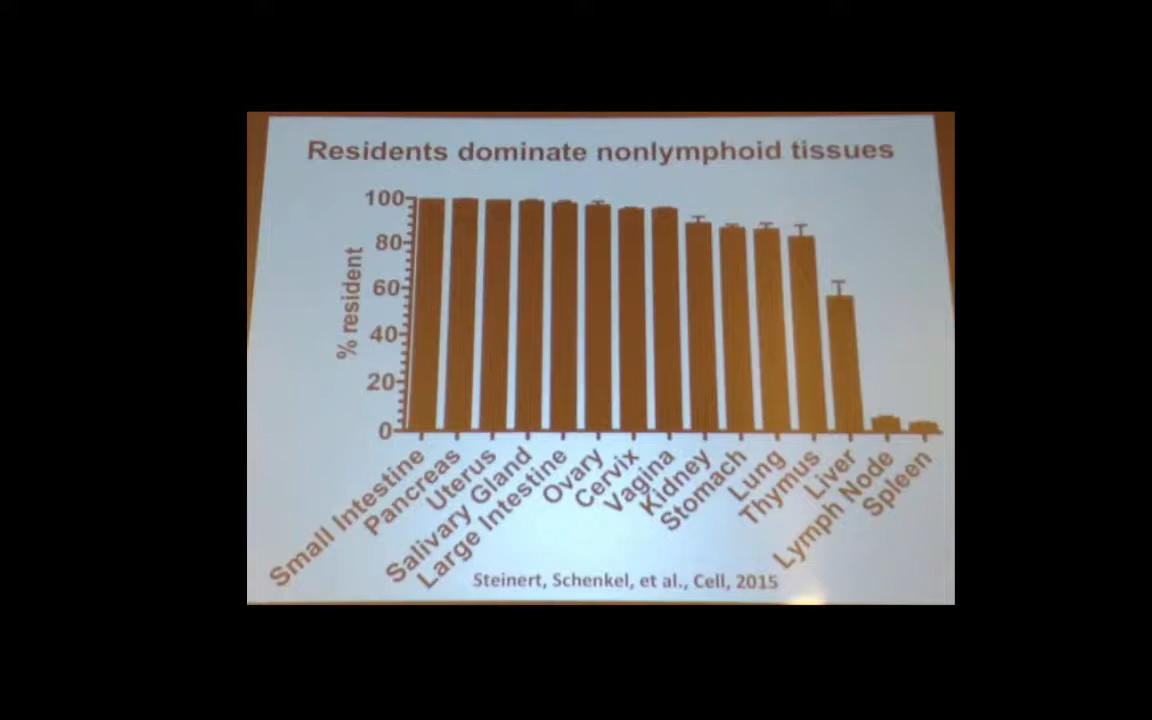 Residents dominate nonlymphoid tissues
% resident
100
80
60
40
20
0
Small Intestine
Pancreas
Uterus
Salivary Gland
Large Intestine
Ovary
Cervix
Vagina
Kidney
Stomach
Lung
Thymus
Liver
Lymph Node
Spleen
Steinert, Schenkel, et al., Cell, 2015